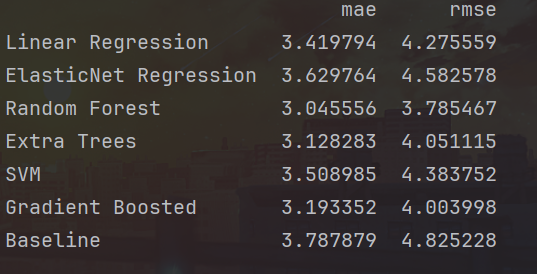 mae rmse
Linear Regression 3.419794 4.275559
ElasticNet Regression 3.629764 4.582578
Random Forest 3.045556 3.785467
Extra Trees 3.128283 4.051115
SVM 3.508985 4.383752
Gradient Boosted 3.193352 4.003998
Baseline 3.787879 4.825228